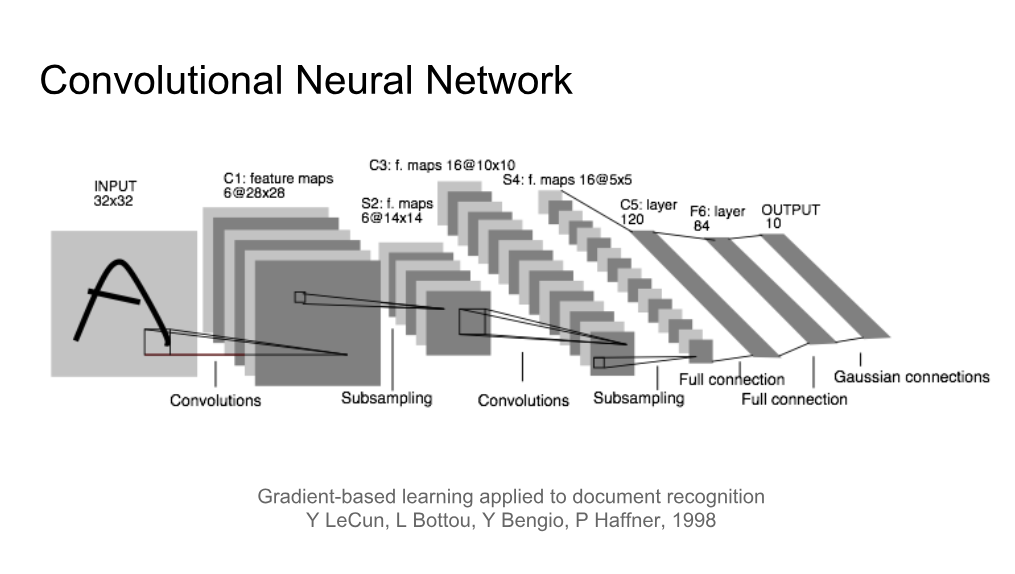 Convolutional Neural Network
INPUT
32x32
C1: feature maps
6@28x28
S2: f. maps
6@14x14
C3: f. maps 16@10x10
S4: f. maps 16@5x5
C5: layer
120
F6: layer
84
OUTPUT
10
Convolutions
Subsampling
Convolutions
Subsampling
Full connection
Full connection
Gaussian connections
Gradient-based learning applied to document recognition
Y LeCun, L Bottou, Y Bengio, P Haffner, 1998